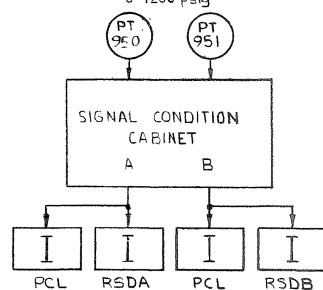 0-1200 psig
PT PT
950 951
SIGNAL CONDITION
CABINET
A B
I I I I
PCL RSDA PCL RSDB